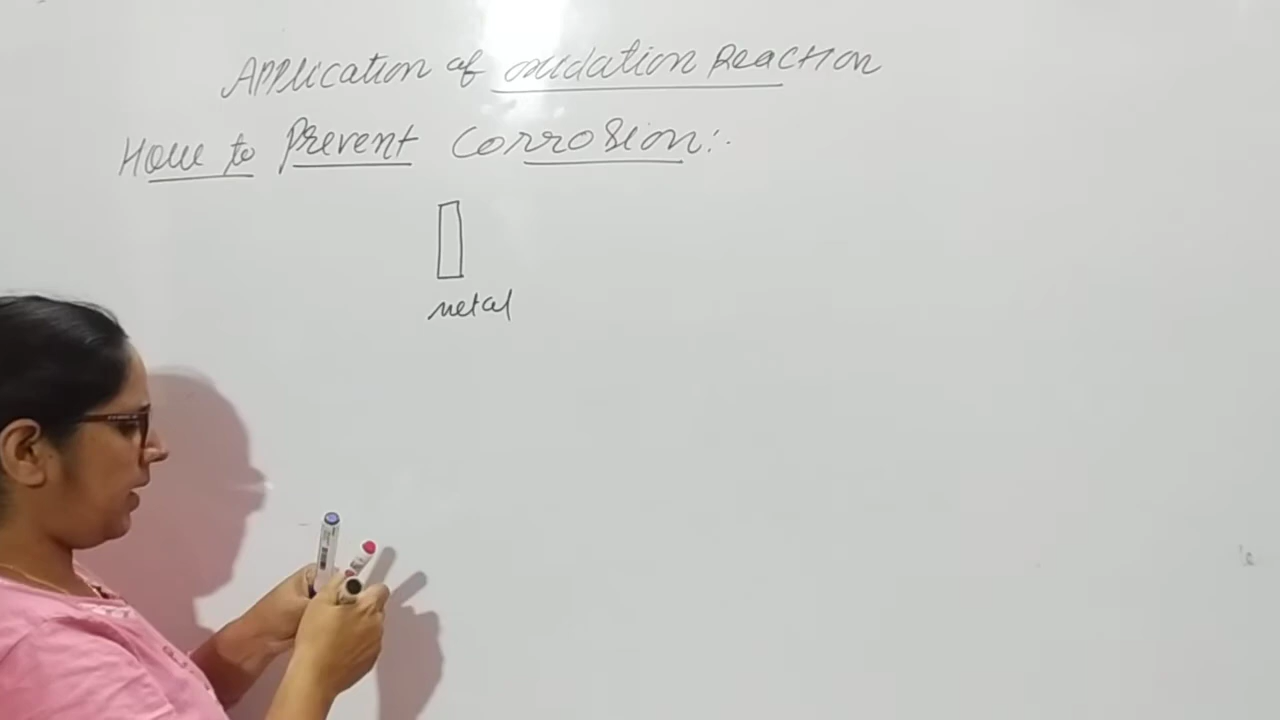 Application of oxidation Reaction
How to Prevent Corrosion:-
metal